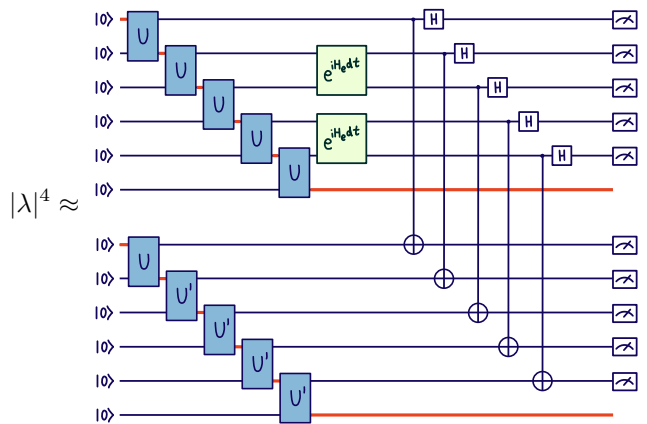 |0⟩ H
U
|0⟩ H
U e^{iH_e dt}
|0⟩ H
U
|0⟩ H
U e^{iH_e dt}
|0⟩ H
U
|0⟩
|λ|⁴ ≈
|0⟩
U
|0⟩
U'
|0⟩
U'
|0⟩
U'
|0⟩
U'
|0⟩